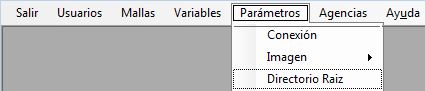 Salir Usuarios Mallas Variables Parámetros Agencias Ayuda
Conexión
Imagen
Directorio Raiz